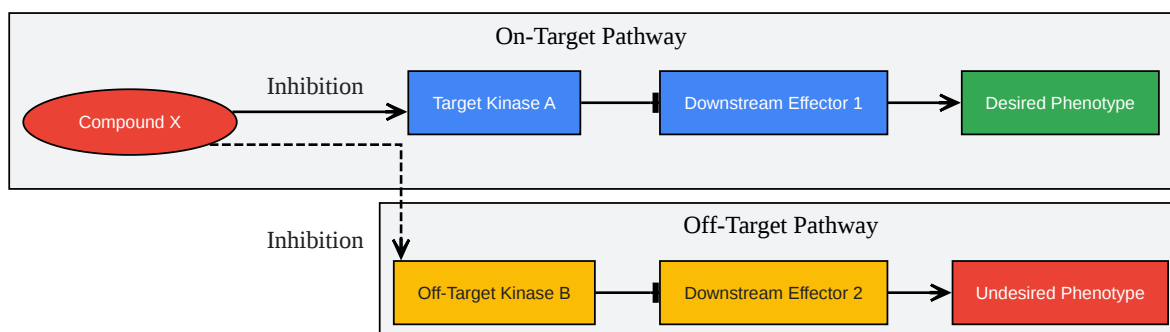 On-Target Pathway
Inhibition
Compound X
Target Kinase A
Downstream Effector 1
Desired Phenotype
Off-Target Pathway
Inhibition
Off-Target Kinase B
Downstream Effector 2
Undesired Phenotype